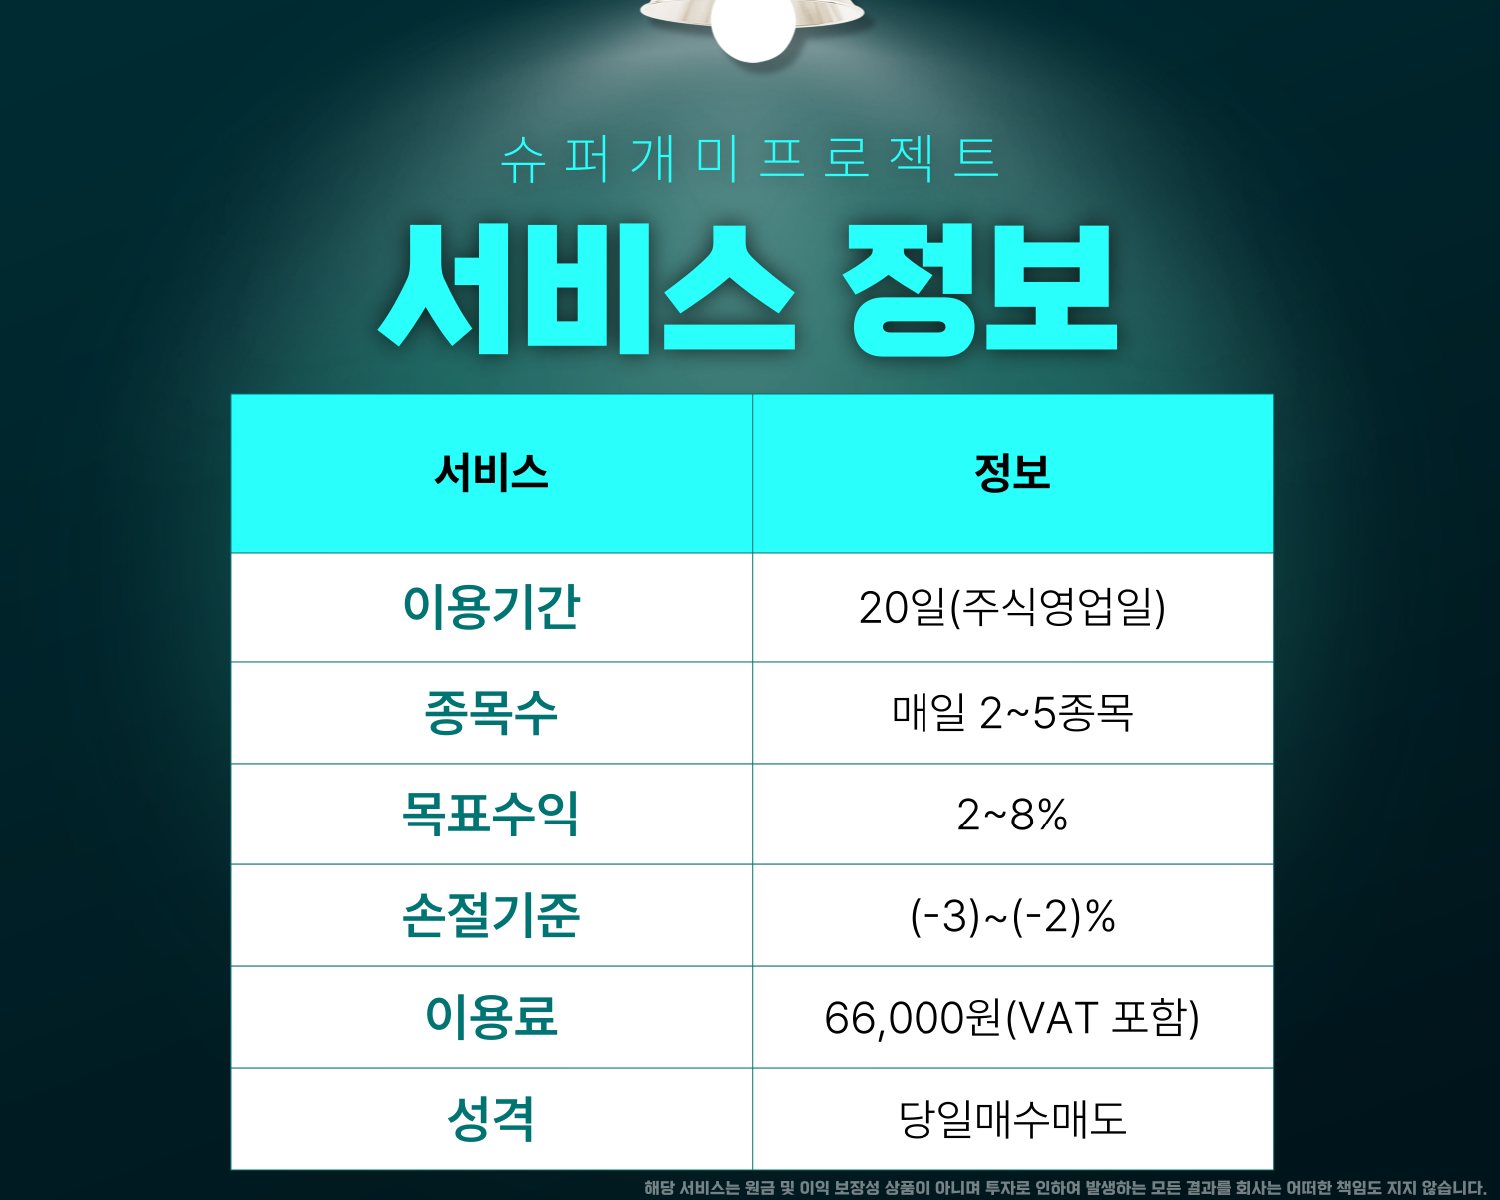 슈퍼개미프로젝트
서비스 정보
서비스 정보
이용기간 20일(주식영업일)
종목수 매일 2~5종목
목표수익 2~8%
손절기준 (-3)~(-2)%
이용료 66,000원(VAT 포함)
성격 당일매수매도
해당 서비스는 원금 및 이익 보장성 상품이 아니며 투자로 인하여 발생하는 모든 결과를 회사는 어떠한 책임도 지지 않습니다.